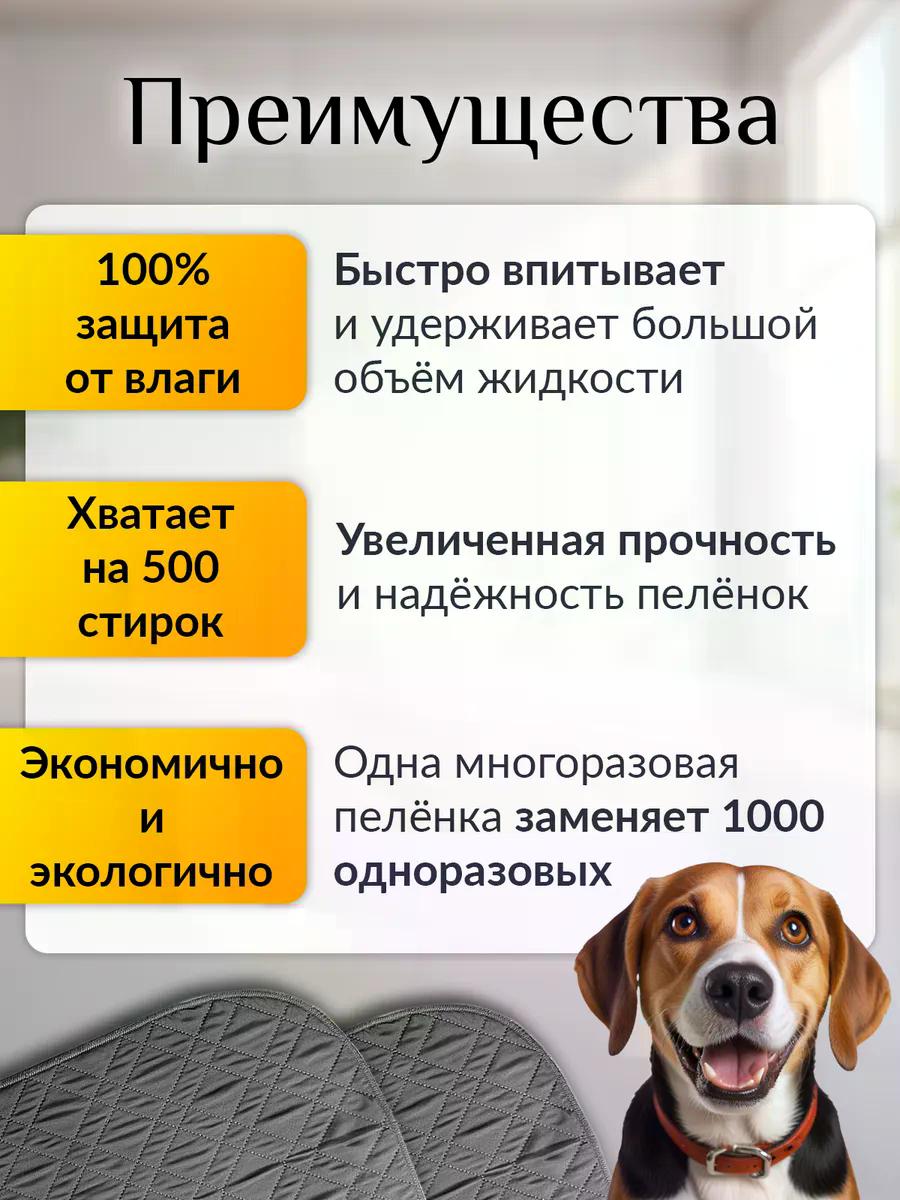 Преимущества
100%
защита
от влаги
Быстро впитывает
и удерживает большой
объём жидкости
Хватает
на 500
стирок
Увеличенная прочность
и надёжность пелёнок
Экономично
и
экологично
Одна многоразовая
пелёнка заменяет 1000
одноразовых